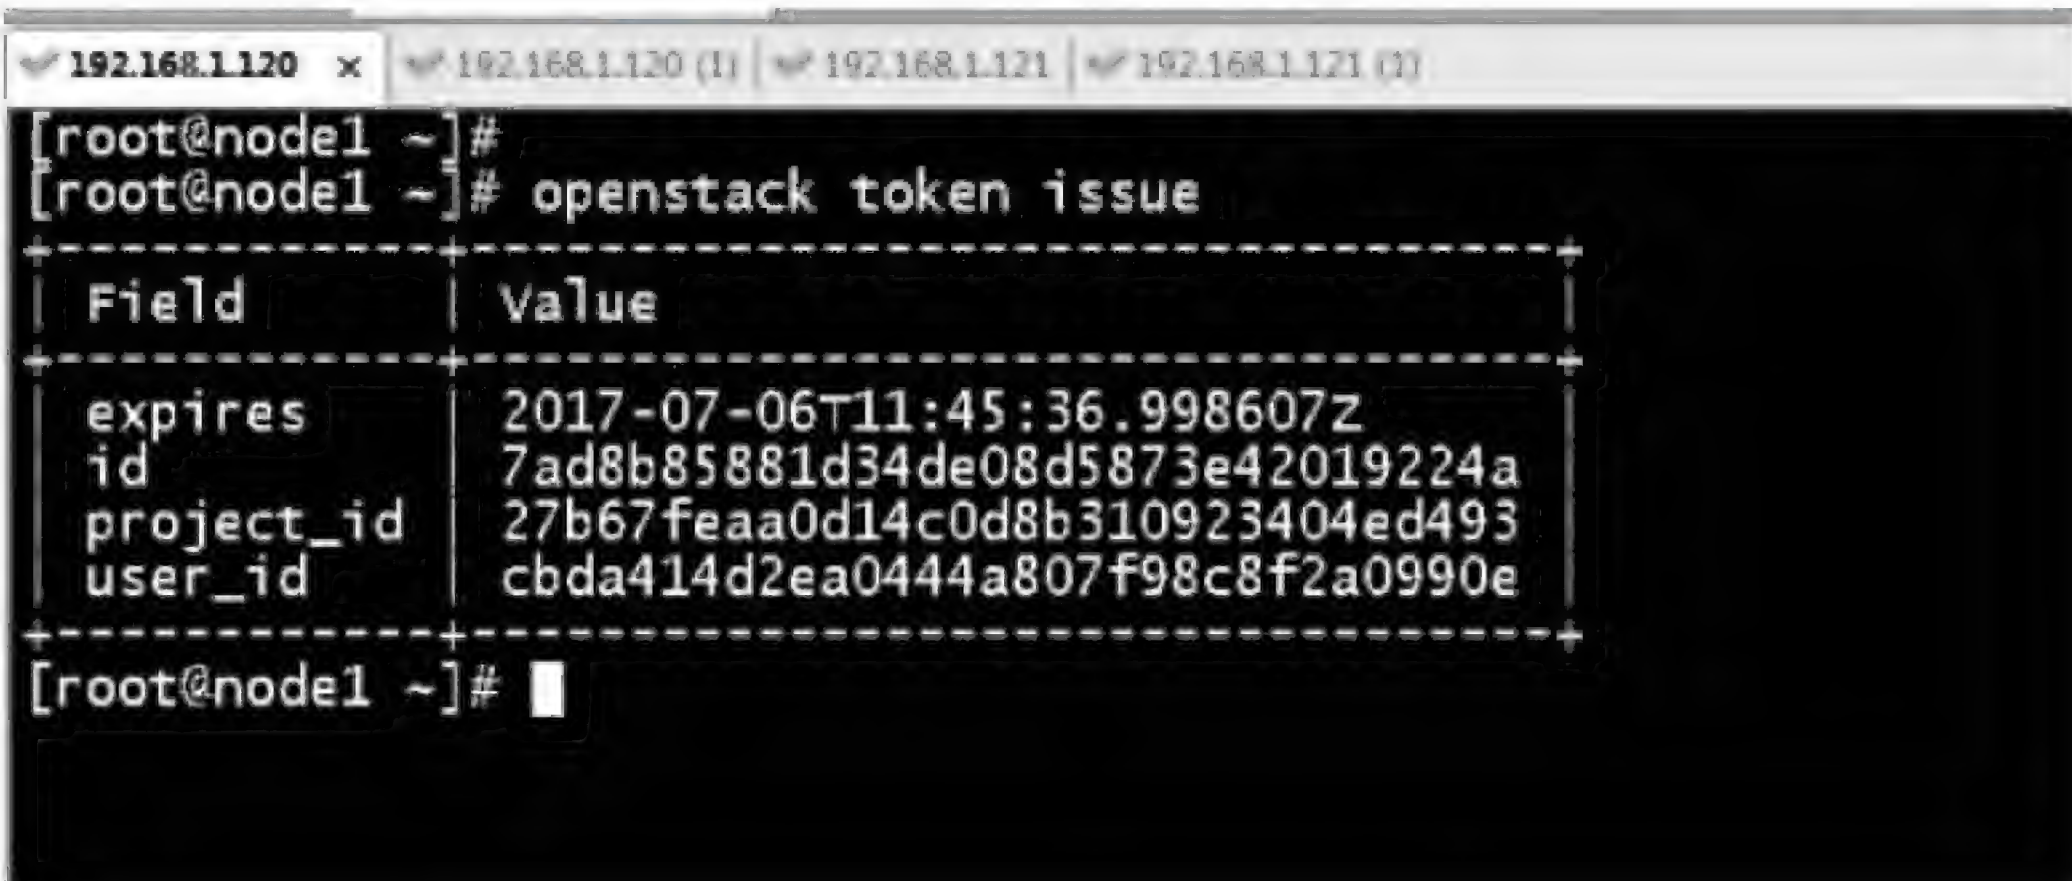 192.168.1.120 x 192.168.1.120 (1) 192.168.1.121 192.168.1.121 (1)
[root@node1 ~]#
[root@node1 ~]# openstack token issue
+-------------+----------------------------------+
| Field | Value |
+-------------+----------------------------------+
| expires | 2017-07-06T11:45:36.998607Z |
| id | 7ad8b85881d34de08d5873e42019224a |
| project_id | 27b67feaa0d14c0d8b310923404ed493 |
| user_id | cbda414d2ea0444a807f98c8f2a0990e |
+-------------+----------------------------------+
[root@node1 ~]#